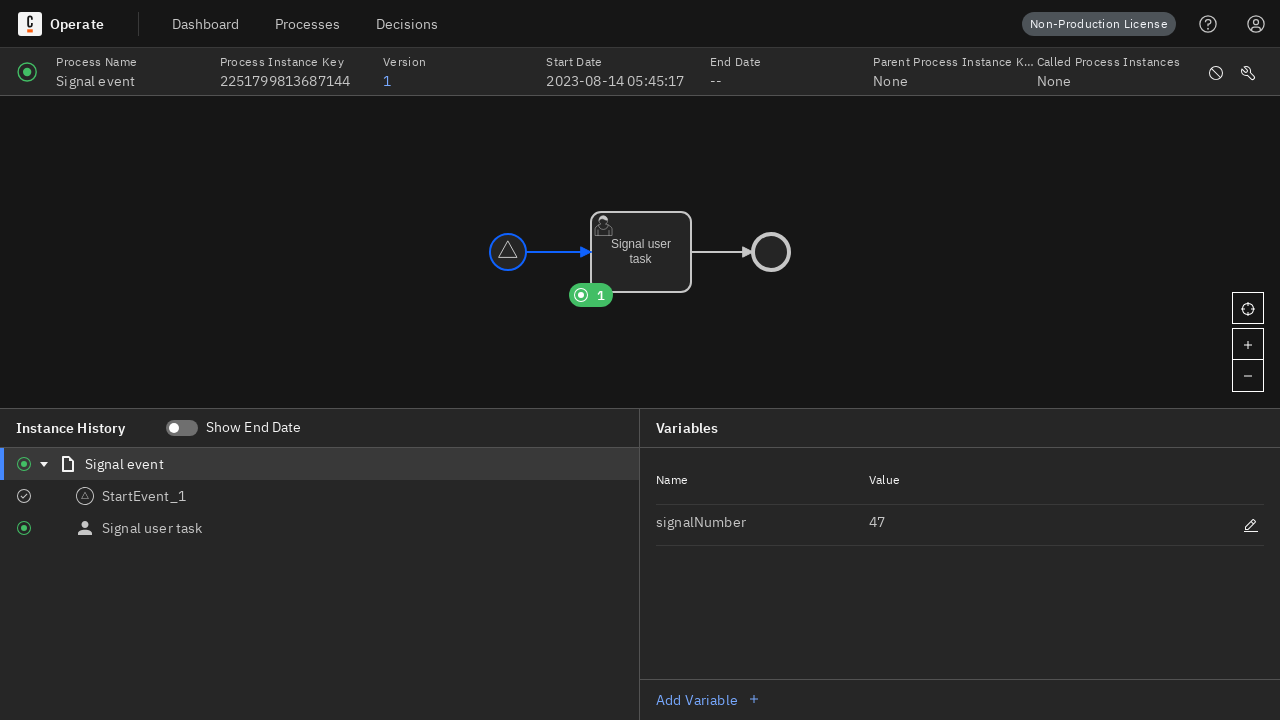 Operate
Dashboard
Processes
Decisions
Non-Production License
Process Name
Signal event
Process Instance Key
2251799813687144
Version
1
Start Date
2023-08-14 05:45:17
End Date
--
Parent Process Instance K...
None
Called Process Instances
None
Signal user
task
1
Instance History
Show End Date
Signal event
StartEvent_1
Signal user task
Variables
Name
Value
signalNumber
47
Add Variable +